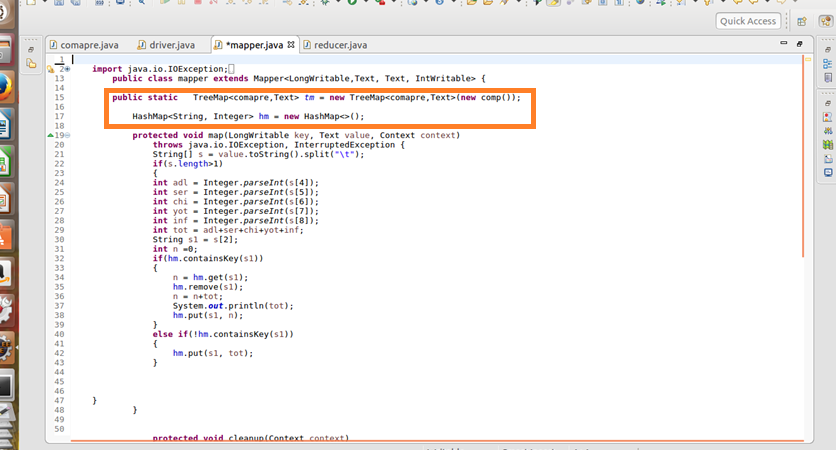 Quick Access
comapre.java driver.java *mapper.java reducer.java
1
2 import java.io.IOException;
13 public class mapper extends Mapper<LongWritable,Text, Text, IntWritable> {
14
15 public static TreeMap<comapre,Text> tm = new TreeMap<comapre,Text>(new comp());
16
17 HashMap<String, Integer> hm = new HashMap<>();
18
19 protected void map(LongWritable key, Text value, Context context)
20 throws java.io.IOException, InterruptedException {
21 String[] s = value.toString().split("\t");
22 if(s.length>1)
23 {
24 int adl = Integer.parseInt(s[4]);
25 int ser = Integer.parseInt(s[5]);
26 int chi = Integer.parseInt(s[6]);
27 int yot = Integer.parseInt(s[7]);
28 int inf = Integer.parseInt(s[8]);
29 int tot = adl+ser+chi+yot+inf;
30 String s1 = s[2];
31 int n =0;
32 if(hm.containsKey(s1))
33 {
34 n = hm.get(s1);
35 hm.remove(s1);
36 n = n+tot;
37 System.out.println(tot);
38 hm.put(s1, n);
39 }
40 else if(!hm.containsKey(s1))
41 {
42 hm.put(s1, tot);
43 }
44
45
46
47 }
48 }
49
50
protected void cleanup(Context context)